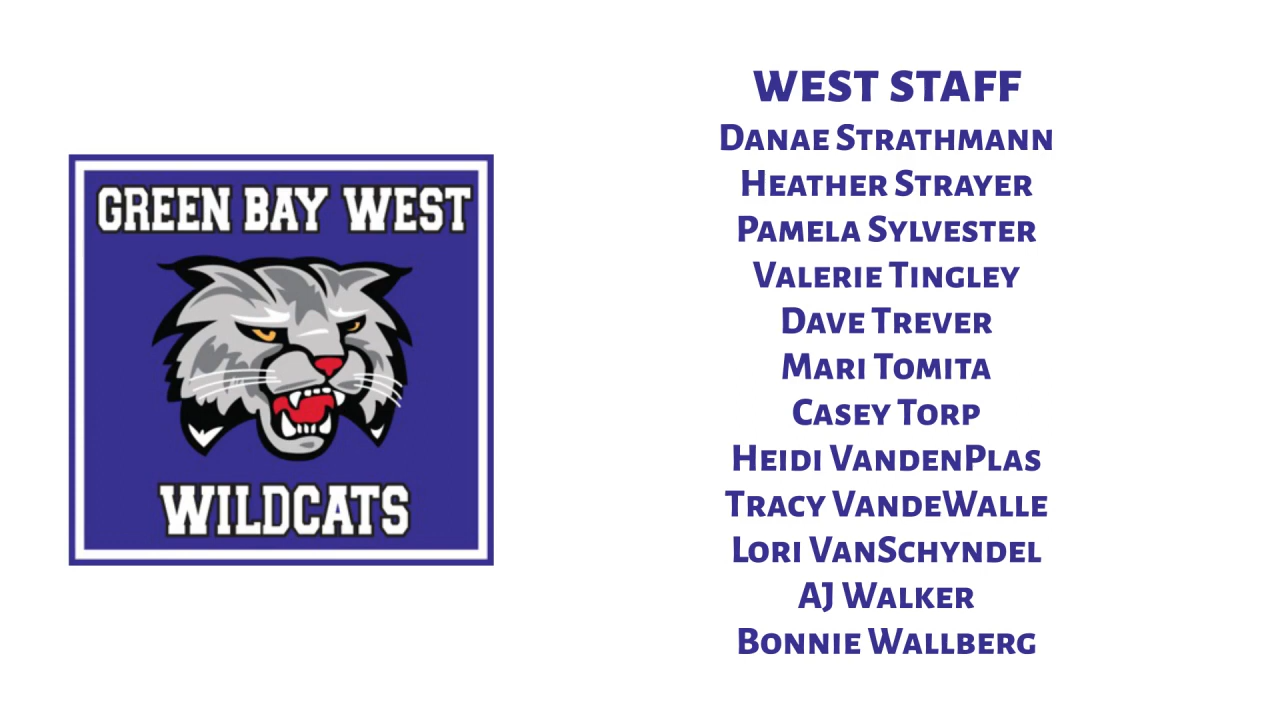 GREEN BAY WEST
WILDCATS
WEST STAFF
Danae Strathmann
Heather Strayer
Pamela Sylvester
Valerie Tingley
Dave Trever
Mari Tomita
Casey Torp
Heidi VandenPlas
Tracy VandeWalle
Lori VanSchyndel
AJ Walker
Bonnie Wallberg